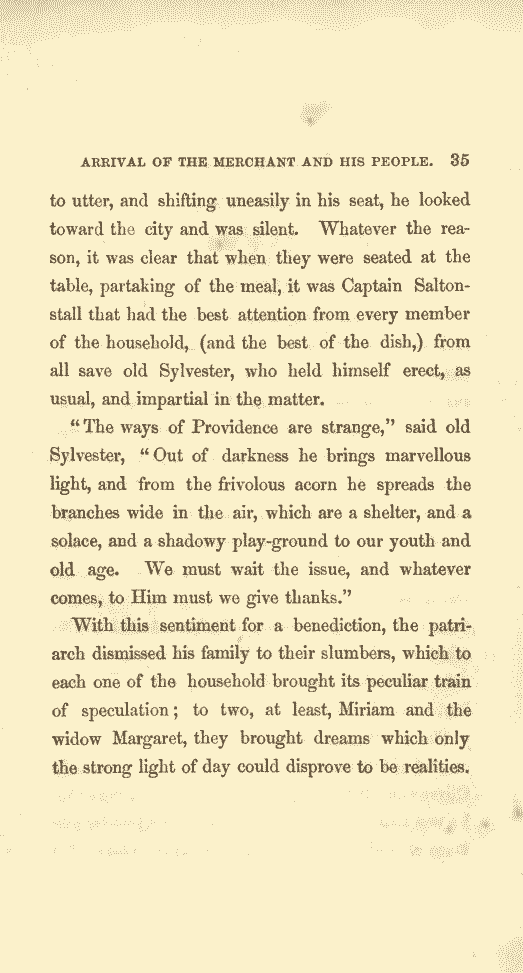 ARRIVAL OF THE MERCHANT AND HIS PEOPLE. 35
to utter, and shifting uneasily in his seat, he looked
toward the city and was silent. Whatever the rea-
son, it was clear that when they were seated at the
table, partaking of the meal, it was Captain Salton-
stall that had the best attention from every member
of the household, (and the best of the dish,) from
all save old Sylvester, who held himself erect, as
usual, and impartial in the matter.
“The ways of Providence are strange,” said old
Sylvester, “Out of darkness he brings marvellous
light, and from the frivolous acorn he spreads the
branches wide in the air, which are a shelter, and a
solace, and a shadowy play-ground to our youth and
old age. We must wait the issue, and whatever
comes, to Him must we give thanks.”
With this sentiment for a benediction, the patri-
arch dismissed his family to their slumbers, which to
each one of the household brought its peculiar train
of speculation; to two, at least, Miriam and the
widow Margaret, they brought dreams which only
the strong light of day could disprove to be realities.